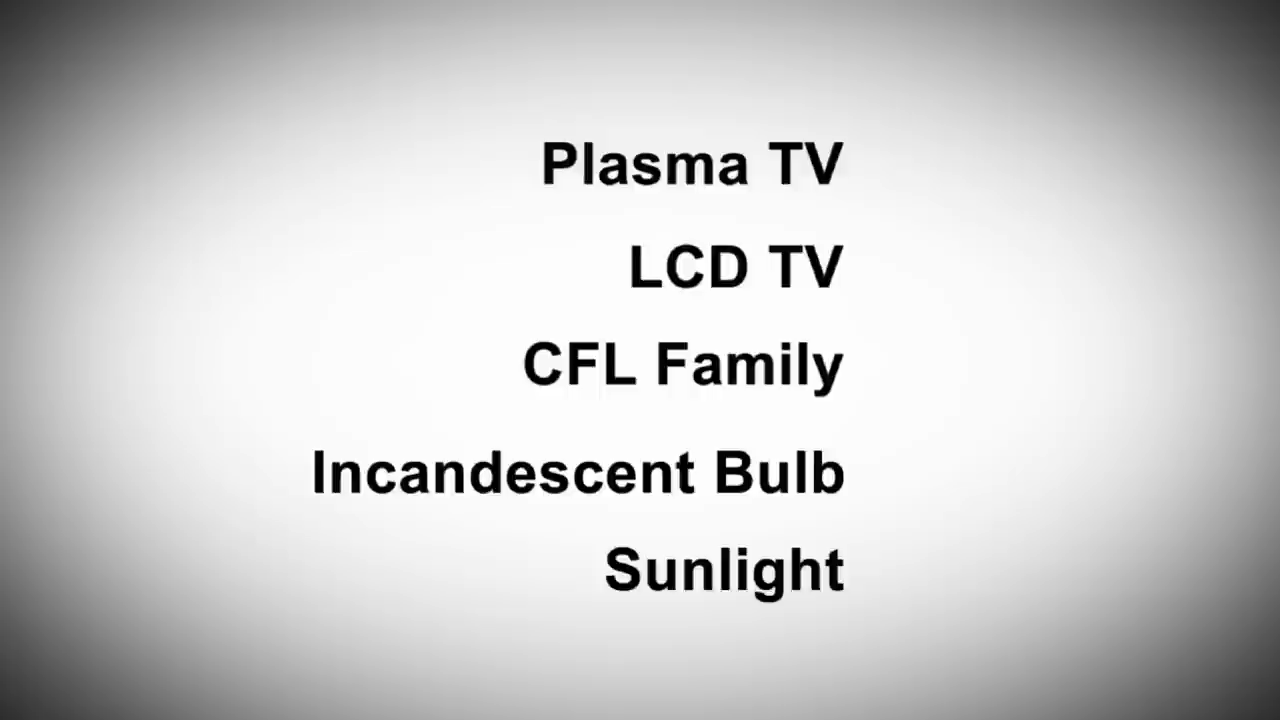 Plasma TV
LCD TV
CFL Family
Incandescent Bulb
Sunlight